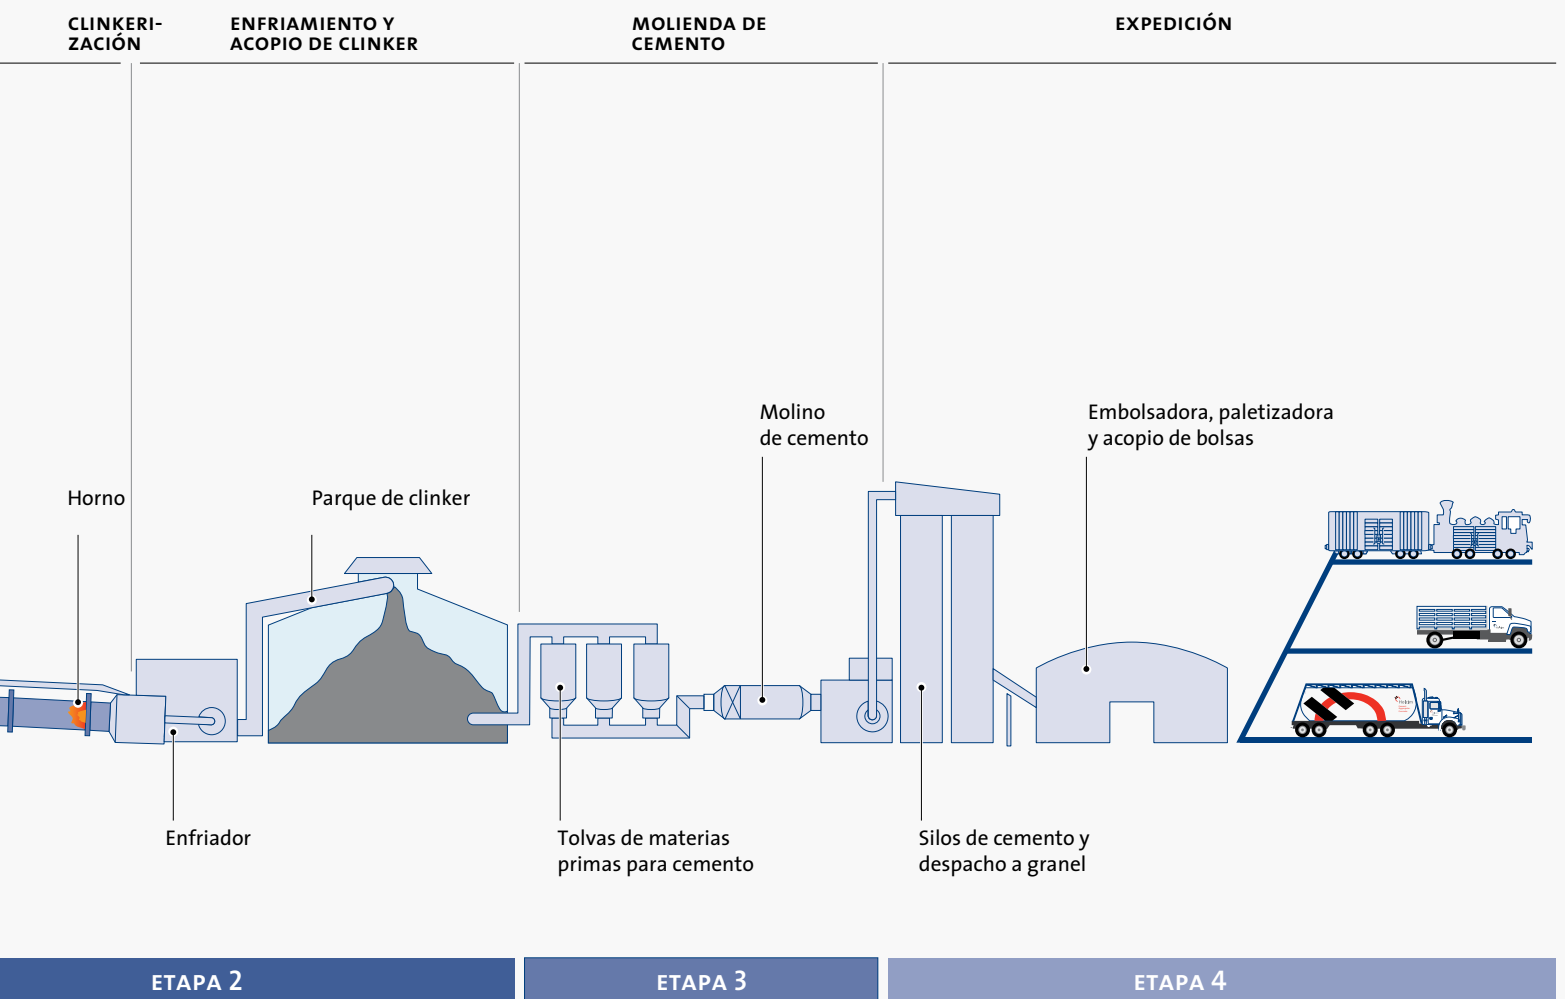 CLINKERI-
ZACIÓN
ENFRIAMIENTO Y
ACOPIO DE CLINKER
MOLIENDA DE
CEMENTO
EXPEDICIÓN
Molino
de cemento
Embolsadora, paletizadora
y acopio de bolsas
Horno
Parque de clinker
Enfriador
Tolvas de materias
primas para cemento
Silos de cemento y
despacho a granel
ETAPA 2
ETAPA 3
ETAPA 4